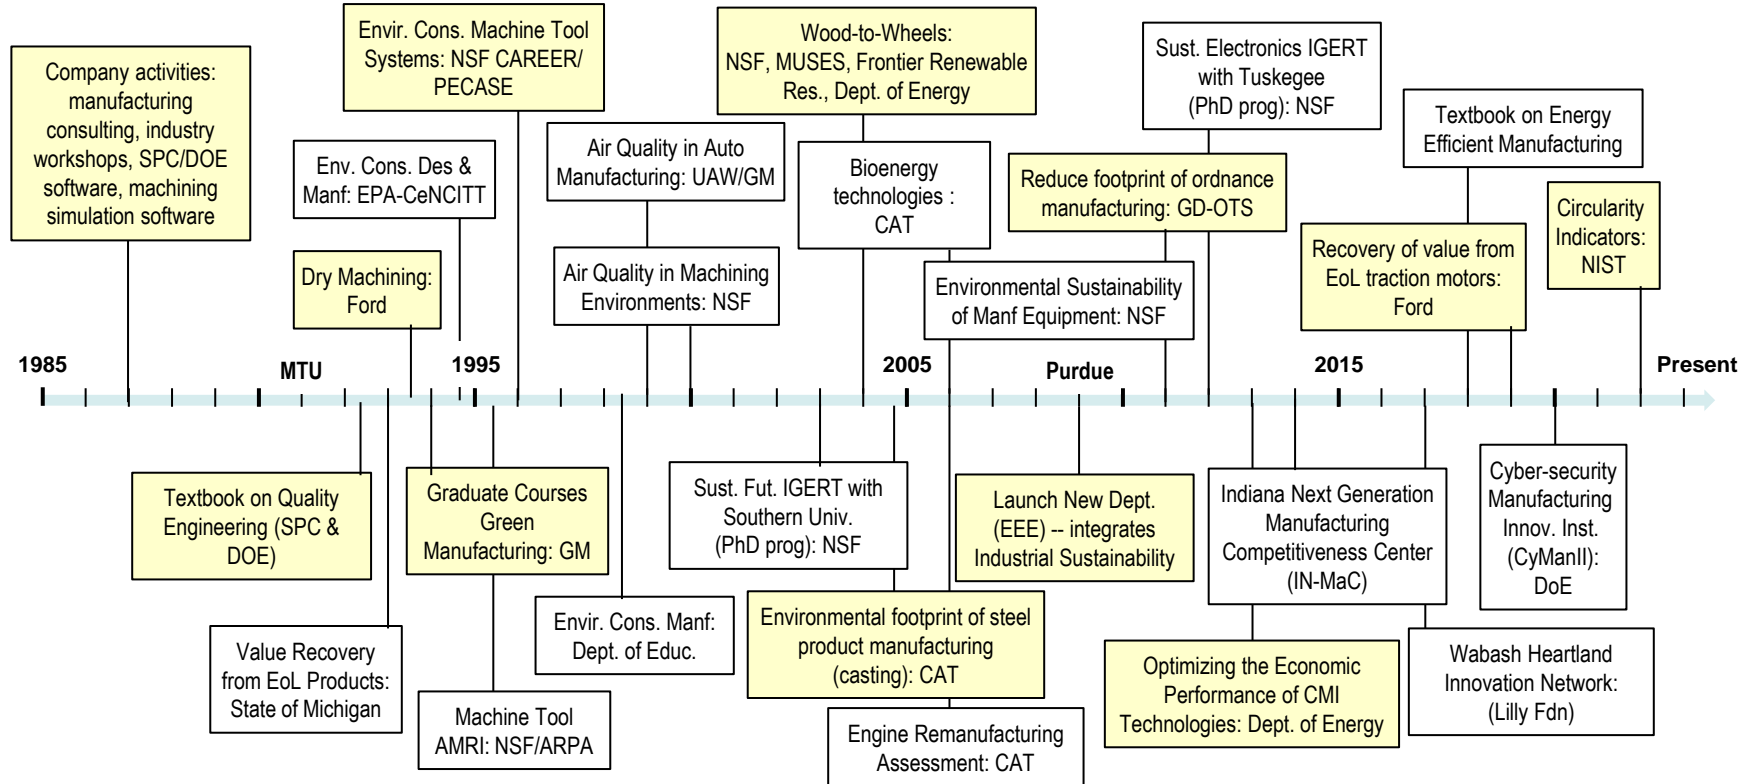 Company activities:
manufacturing
consulting, industry
workshops, SPC/DOE
software, machining
simulation software
Envir. Cons. Machine Tool
Systems: NSF CAREER/
PECASE
Env. Cons. Des &
Manf: EPA-CeNCITT
Dry Machining:
Ford
Air Quality in Auto
Manufacturing: UAW/GM
Air Quality in Machining
Environments: NSF
Wood-to-Wheels:
NSF, MUSES, Frontier Renewable
Res., Dept. of Energy
Bioenergy
technologies :
CAT
Environmental Sustainability
of Manf Equipment: NSF
Sust. Electronics IGERT
with Tuskegee
(PhD prog): NSF
Reduce footprint of ordnance
manufacturing: GD-OTS
Textbook on Energy
Efficient Manufacturing
Recovery of value from
EoL traction motors:
Ford
Circularity
Indicators:
NIST
1985
MTU
1995
2005
Purdue
2015
Present
Textbook on Quality
Engineering (SPC &
DOE)
Value Recovery
from EoL Products:
State of Michigan
Graduate Courses
Green
Manufacturing: GM
Machine Tool
AMRI: NSF/ARPA
Envir. Cons. Manf:
Dept. of Educ.
Sust. Fut. IGERT with
Southern Univ.
(PhD prog): NSF
Environmental footprint of steel
product manufacturing
(casting): CAT
Engine Remanufacturing
Assessment: CAT
Launch New Dept.
(EEE) -- integrates
Industrial Sustainability
Indiana Next Generation
Manufacturing
Competitiveness Center
(IN-MaC)
Optimizing the Economic
Performance of CMI
Technologies: Dept. of Energy
Cyber-security
Manufacturing
Innov. Inst.
(CyManII):
DoE
Wabash Heartland
Innovation Network:
(Lilly Fdn)